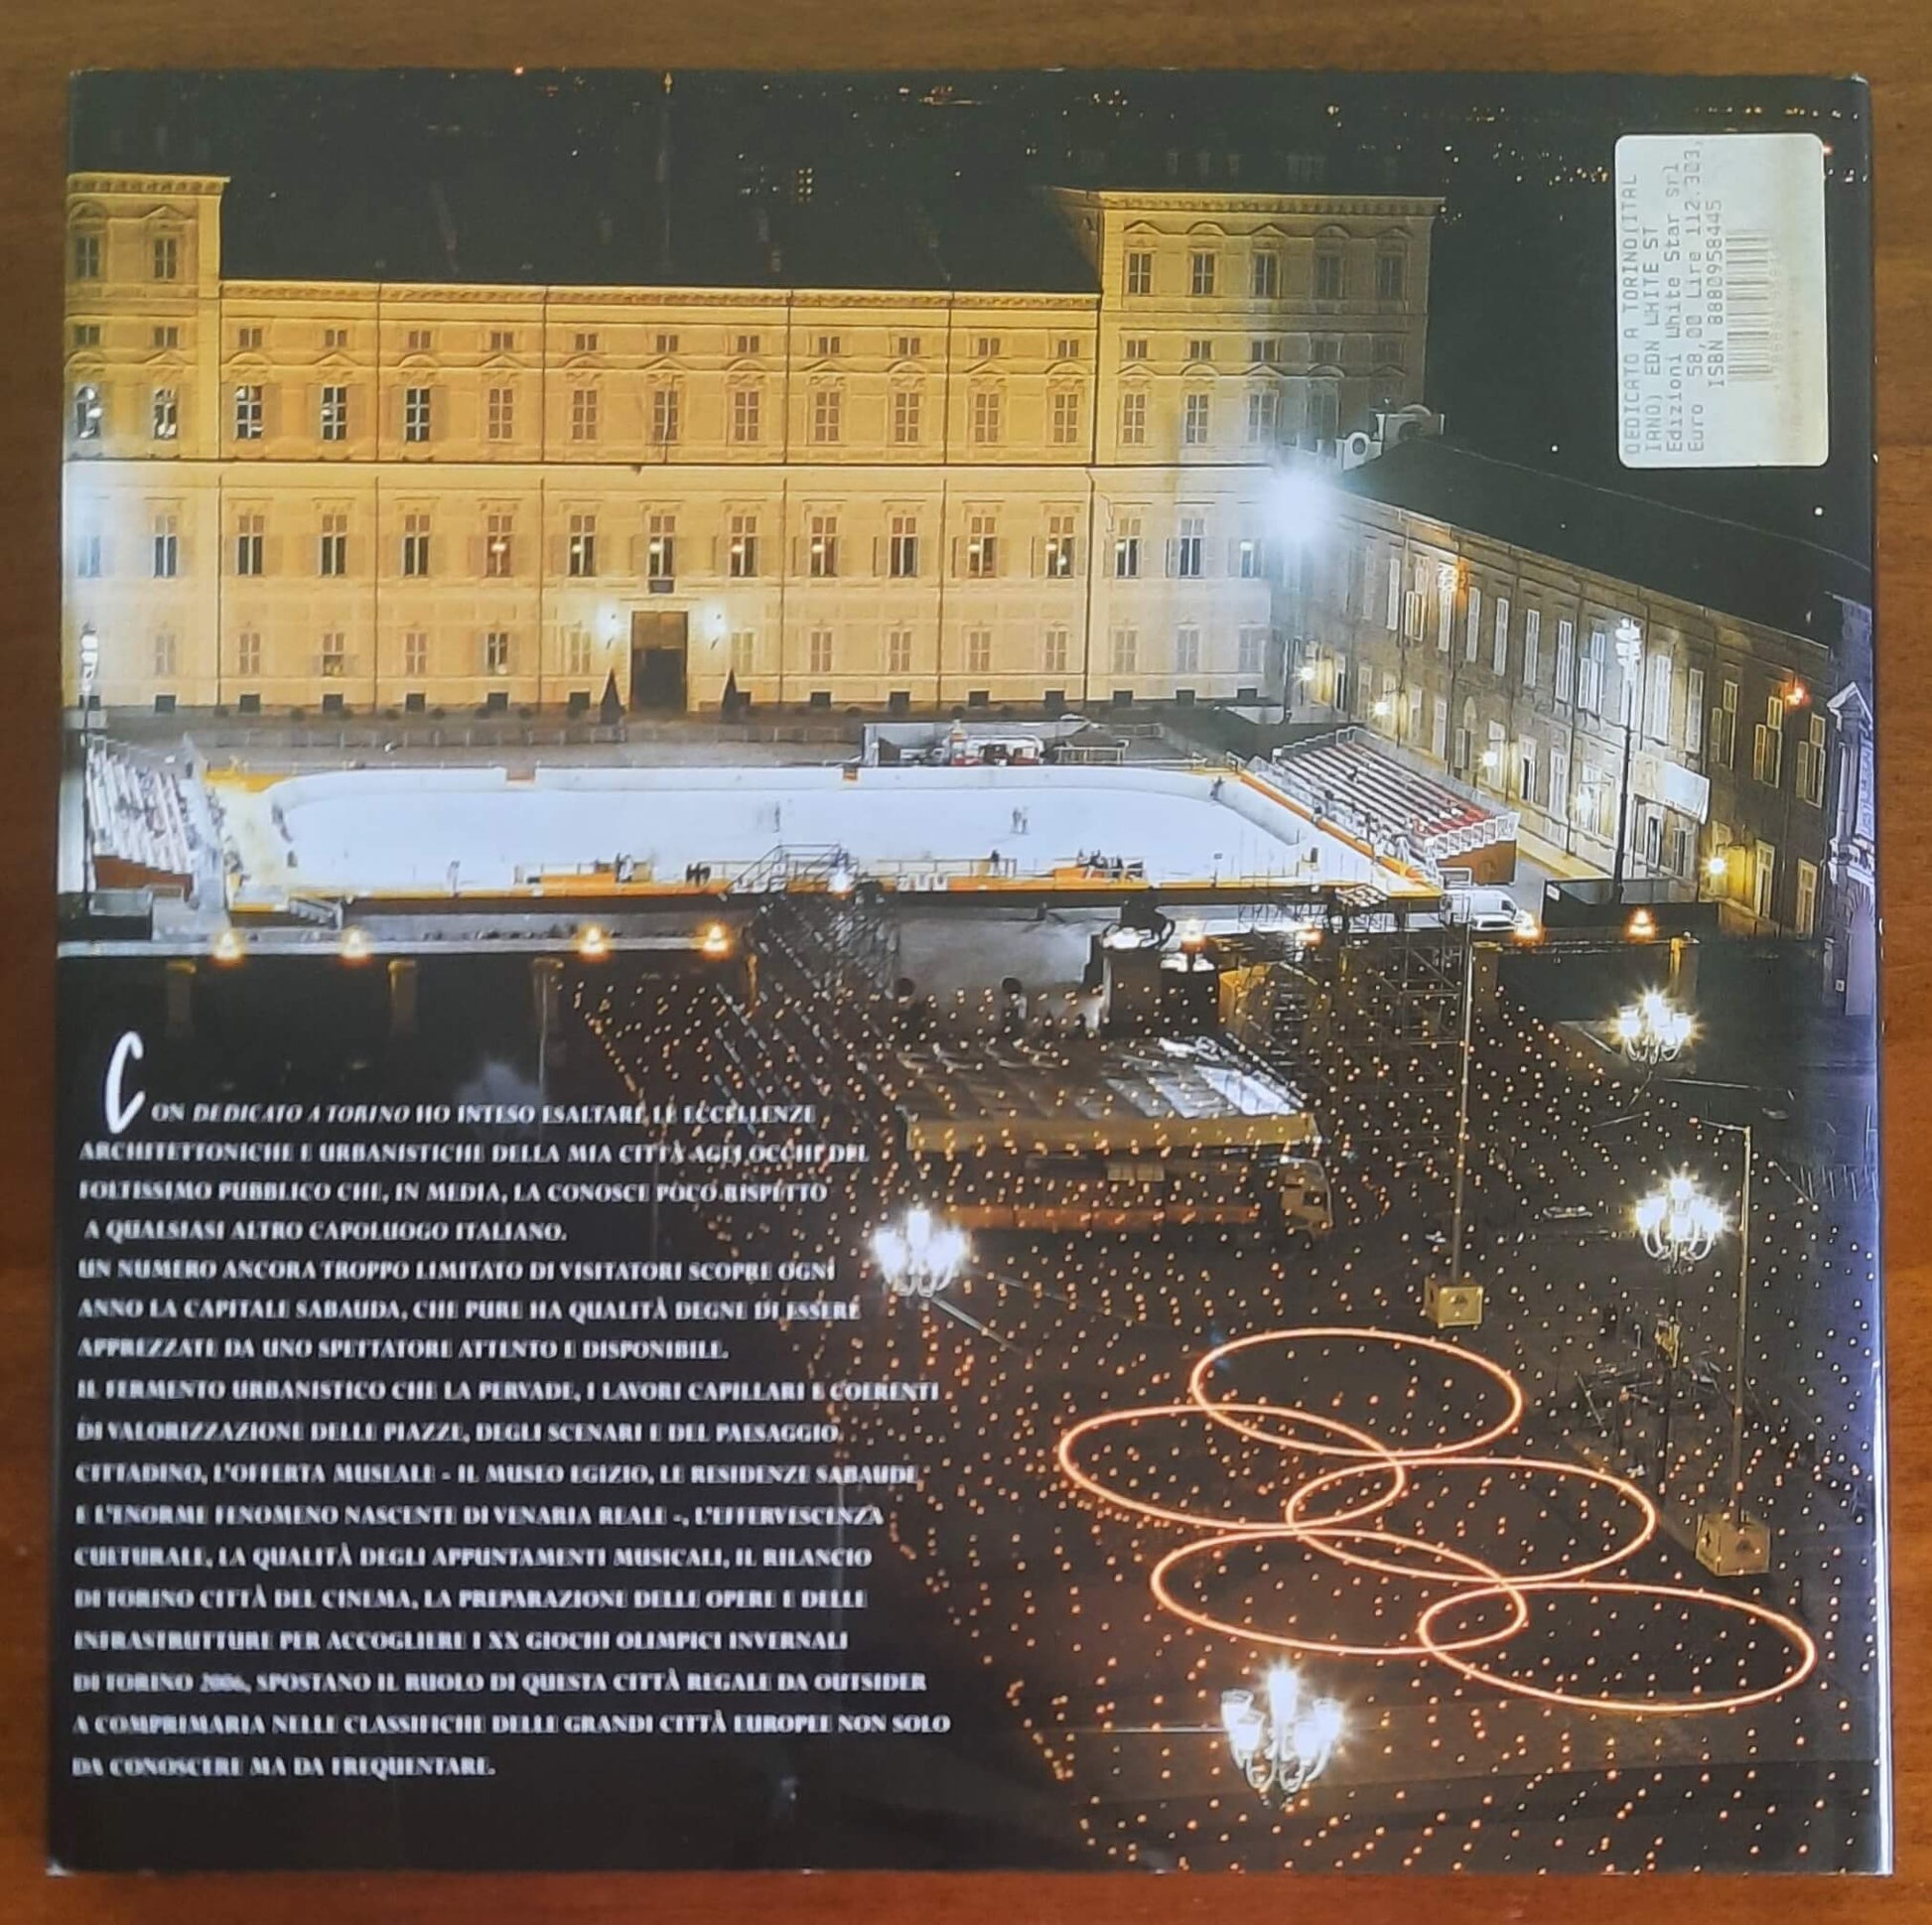 DEDICATO A TORINO(ITAL
IANO) EDN WHITE ST
Edizioni White Star srl
Euro 58,00 Lire 112.303,
ISBN 8880958445
CON DEDICATO A TORINO HO INTESO ESALTARE LE ECCELLENZE
ARCHITETTONICHE E URBANISTICHE DELLA MIA CITTÀ AGLI OCCHI DEL
FOLTISSIMO PUBBLICO CHE, IN MEDIA, LA CONOSCE POCO RISPETTO
A QUALSIASI ALTRO CAPOLUOGO ITALIANO.
UN NUMERO ANCORA TROPPO LIMITATO DI VISITATORI SCOPRE OGNI
ANNO LA CAPITALE SABAUDA, CHE PURE HA QUALITÀ DEGNE DI ESSERE
APPREZZATE DA UNO SPETTATORE ATTENTO E DISPONIBILE.
IL FERMENTO URBANISTICO CHE LA PERVADE, I LAVORI CAPILLARI E COERENTI
DI VALORIZZAZIONE DELLE PIAZZE, DEGLI SCENARI E DEL PAESAGGIO
CITTADINO, L'OFFERTA MUSEALE - IL MUSEO EGIZIO, LE RESIDENZE SABAUDE
E L'ENORME FENOMENO NASCENTE DI VENARIA REALE -, L'EFFERVESCENZA
CULTURALE, LA QUALITÀ DEGLI APPUNTAMENTI MUSICALI, IL RILANCIO
DI TORINO CITTÀ DEL CINEMA, LA PREPARAZIONE DELLE OPERE E DELLE
INFRASTRUTTURE PER ACCOGLIERE I XX GIOCHI OLIMPICI INVERNALI
DI TORINO 2006, SPOSTANO IL RUOLO DI QUESTA CITTÀ REGALE DA OUTSIDER
A COMPRIMARIA NELLE CLASSIFICHE DELLE GRANDI CITTÀ EUROPEE NON SOLO
DA CONOSCERE MA DA FREQUENTARE.